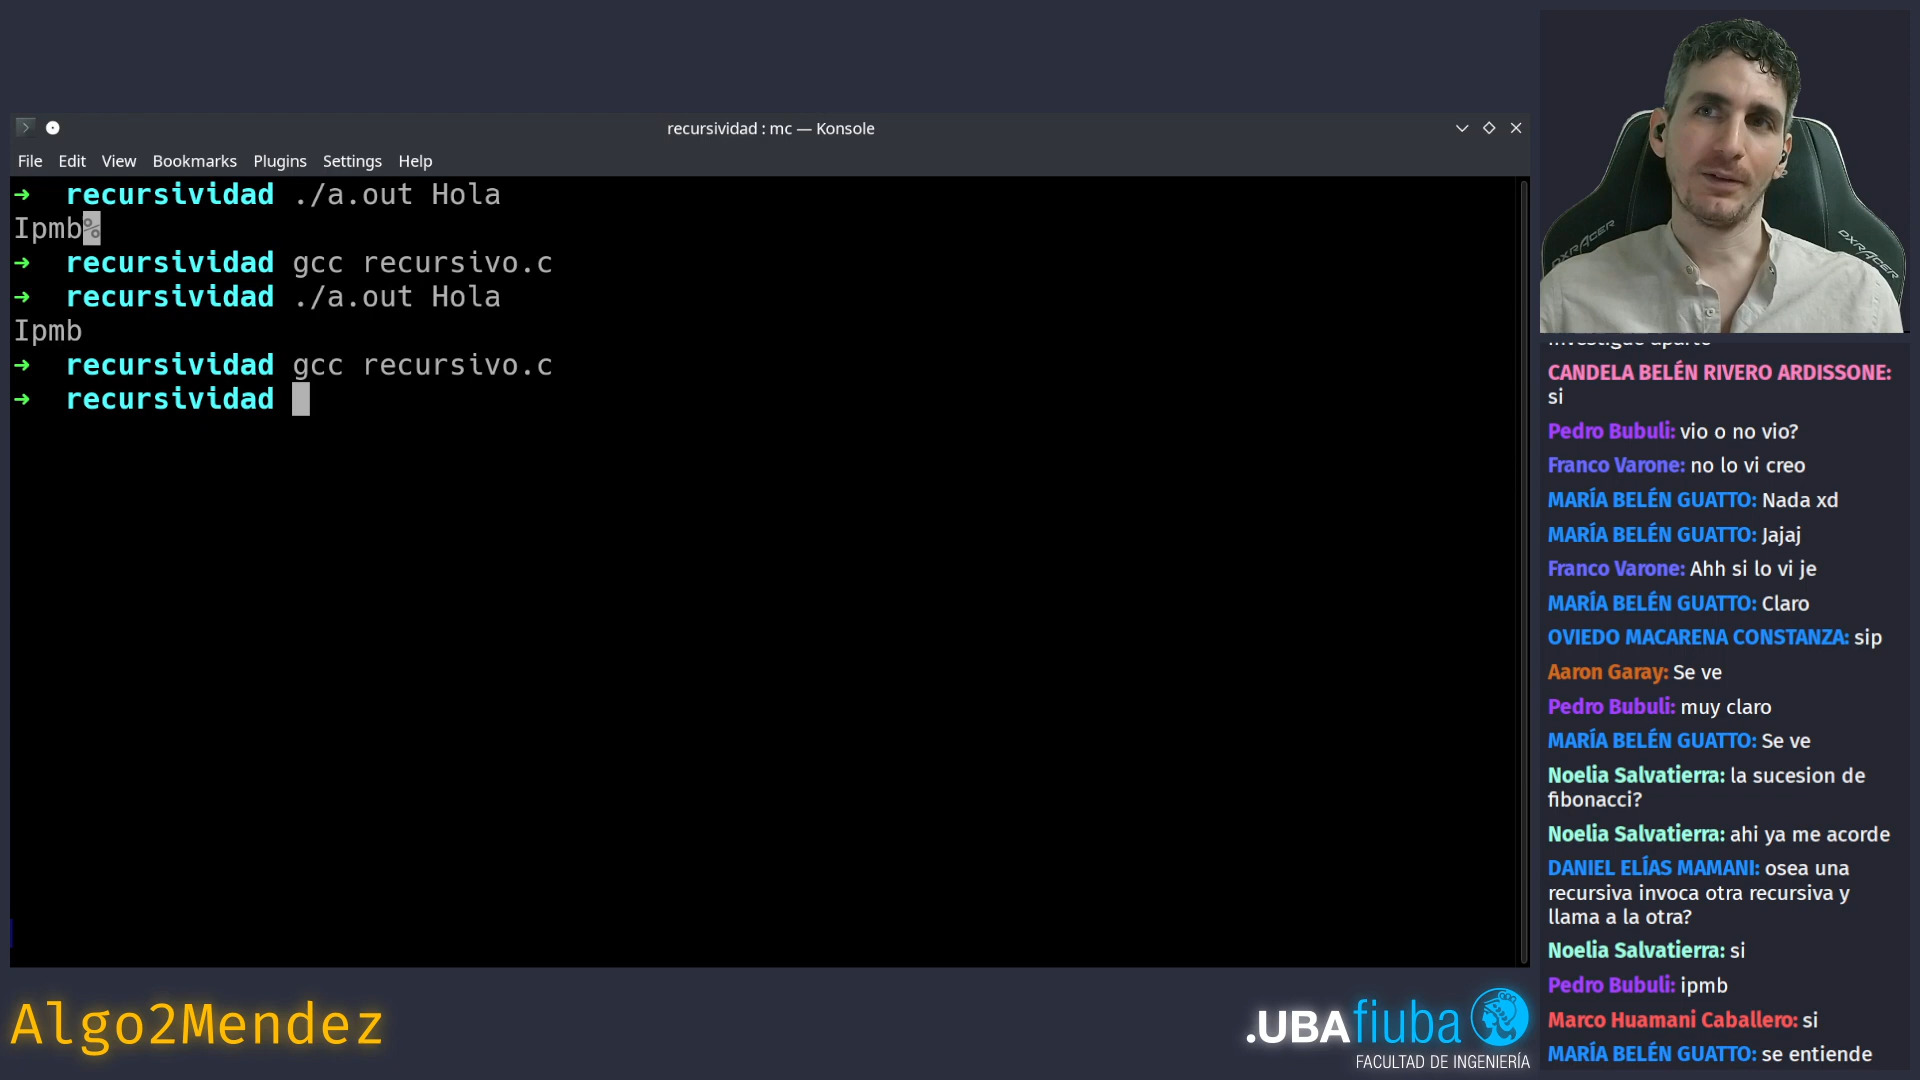 recursividad : mc — Konsole
File Edit View Bookmarks Plugins Settings Help
➜ recursividad ./a.out Hola
Ipmb%
➜ recursividad gcc recursivo.c
➜ recursividad ./a.out Hola
Ipmb
➜ recursividad gcc recursivo.c
➜ recursividad
DXRACER
DXRACER
CANDELA BELÉN RIVERO ARDISSONE:
si
Pedro Bubuli: vio o no vio?
Franco Varone: no lo vi creo
MARÍA BELÉN GUATTO: Nada xd
MARÍA BELÉN GUATTO: Jajaj
Franco Varone: Ahh si lo vi je
MARÍA BELÉN GUATTO: Claro
OVIEDO MACARENA CONSTANZA: sip
Aaron Garay: Se ve
Pedro Bubuli: muy claro
MARÍA BELÉN GUATTO: Se ve
Noelia Salvatierra: la sucesion de
fibonacci?
Noelia Salvatierra: ahi ya me acorde
DANIEL ELÍAS MAMANI: osea una
recursiva invoca otra recursiva y
llama a la otra?
Noelia Salvatierra: si
Pedro Bubuli: ipmb
Marco Huamani Caballero: si
MARÍA BELÉN GUATTO: se entiende
Algo2Mendez
.UBAfiuba
FACULTAD DE INGENIERÍA